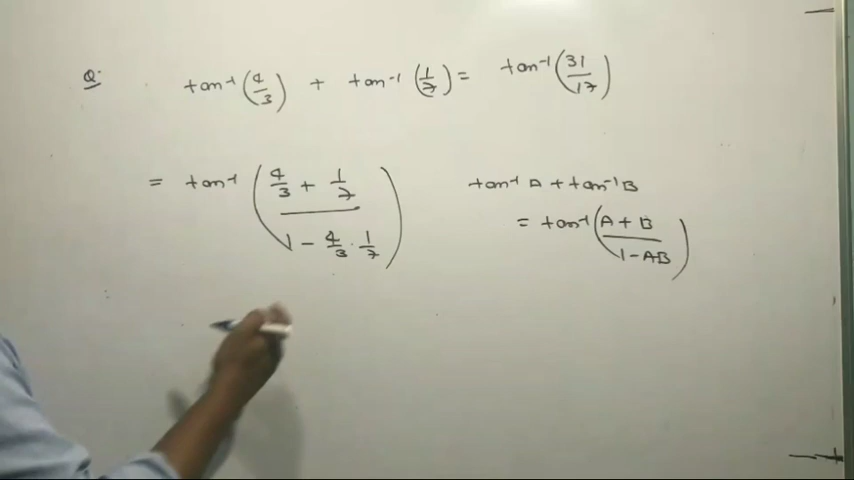 Q: tan⁻¹(4/3) + tan⁻¹(1/7) = tan⁻¹(31/17)
= tan⁻¹((4/3 + 1/7)/(1 - 4/3 · 1/7))
tan⁻¹ A + tan⁻¹ B
= tan⁻¹((A + B)/(1 - AB))